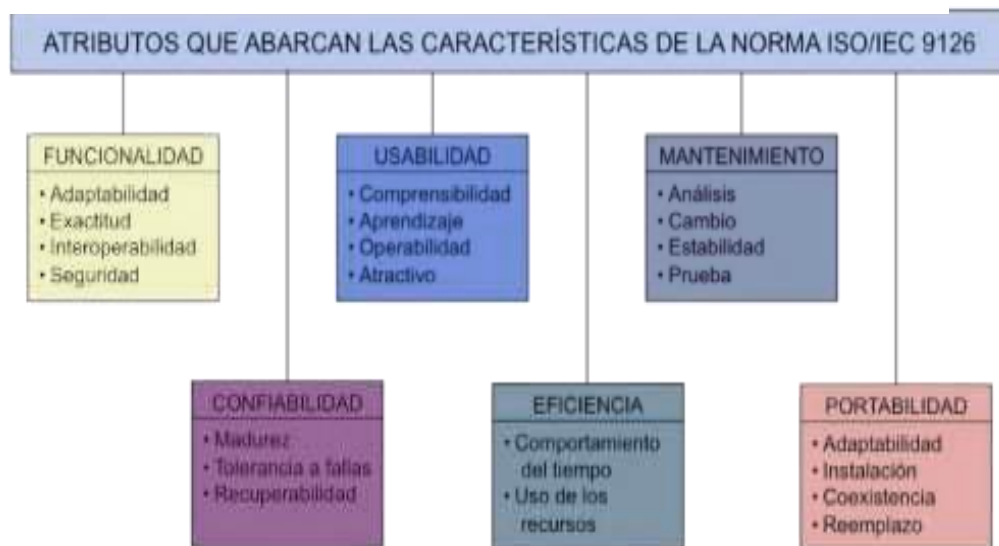 ATRIBUTOS QUE ABARCAN LAS CARACTERÍSTICAS DE LA NORMA ISO/IEC 9126
FUNCIONALIDAD
• Adaptabilidad
• Exactitud
• Interoperabilidad
• Seguridad
USABILIDAD
• Comprensibilidad
• Aprendizaje
• Operabilidad
• Atractivo
MANTENIMIENTO
• Análisis
• Cambio
• Estabilidad
• Prueba
CONFIABILIDAD
• Madurez
• Tolerancia a fallas
• Recuperabilidad
EFICIENCIA
• Comportamiento
del tiempo
• Uso de los
recursos
PORTABILIDAD
• Adaptabilidad
• Instalación
• Coexistencia
• Reemplazo